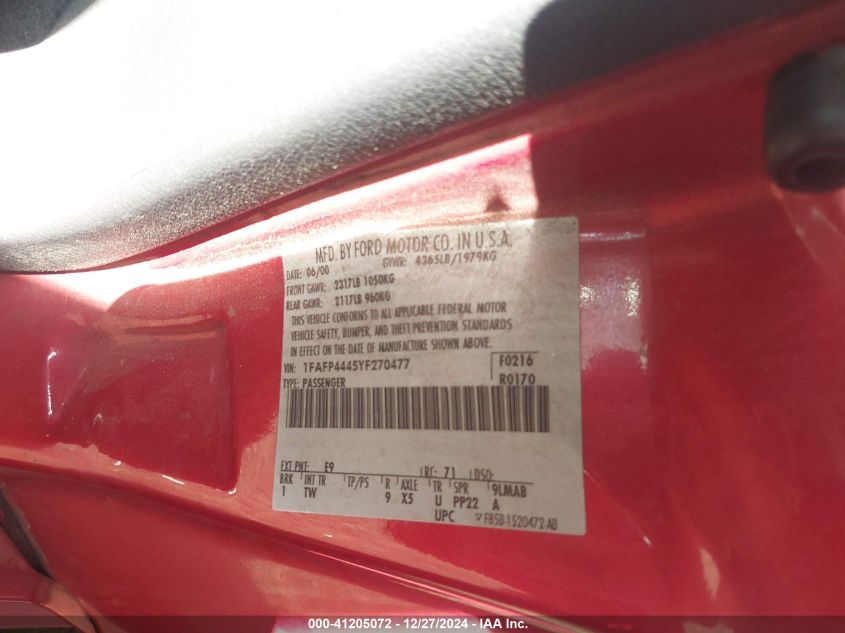 MFD. BY FORD MOTOR CO. IN U.S.A.
DATE: 06/00 GVWR: 4365LB/1979KG
FRONT GAWR: 2317LB 1050KG
REAR GAWR: 2117LB 960KG
THIS VEHICLE CONFORMS TO ALL APPLICABLE FEDERAL MOTOR
VEHICLE SAFETY, BUMPER, AND THEFT PREVENTION STANDARDS
IN EFFECT ON THE DATE OF MANUFACTURE SHOWN ABOVE.
VIN: 1FAFP4445YF270477 F0216
TYPE: PASSENGER R0170
EXT PNT: E9 RC: 71 DSO:
BRK INT TR TP/PS R AXLE TR SPR 9LMAB
1 TW 9 X5 U PP22 A
UPC F85B-1520472-AB
000-41205072 - 12/27/2024 - IAA Inc.